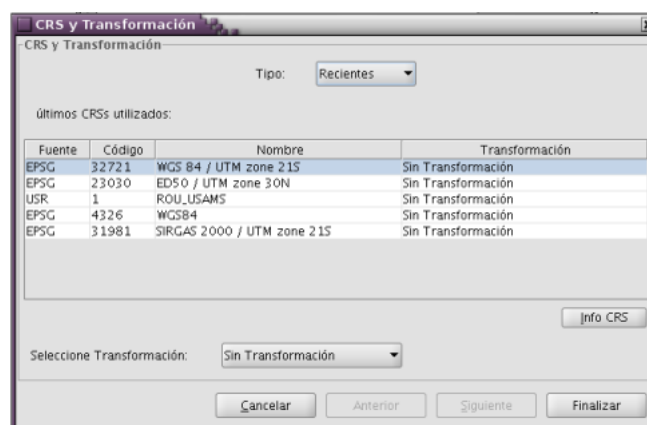 CRS y Transformación
CRS y Transformación
Tipo: Recientes
últimos CRSs utilizados:
Fuente Código Nombre Transformación
EPSG 32721 WGS 84 / UTM zone 21S Sin Transformación
EPSG 23030 ED50 / UTM zone 30N Sin Transformación
USR 1 ROU_USAMS Sin Transformación
EPSG 4326 WGS84 Sin Transformación
EPSG 31981 SIRGAS 2000 / UTM zone 21S Sin Transformación
Info CRS
Seleccione Transformación: Sin Transformación
Cancelar Anterior Siguiente Finalizar